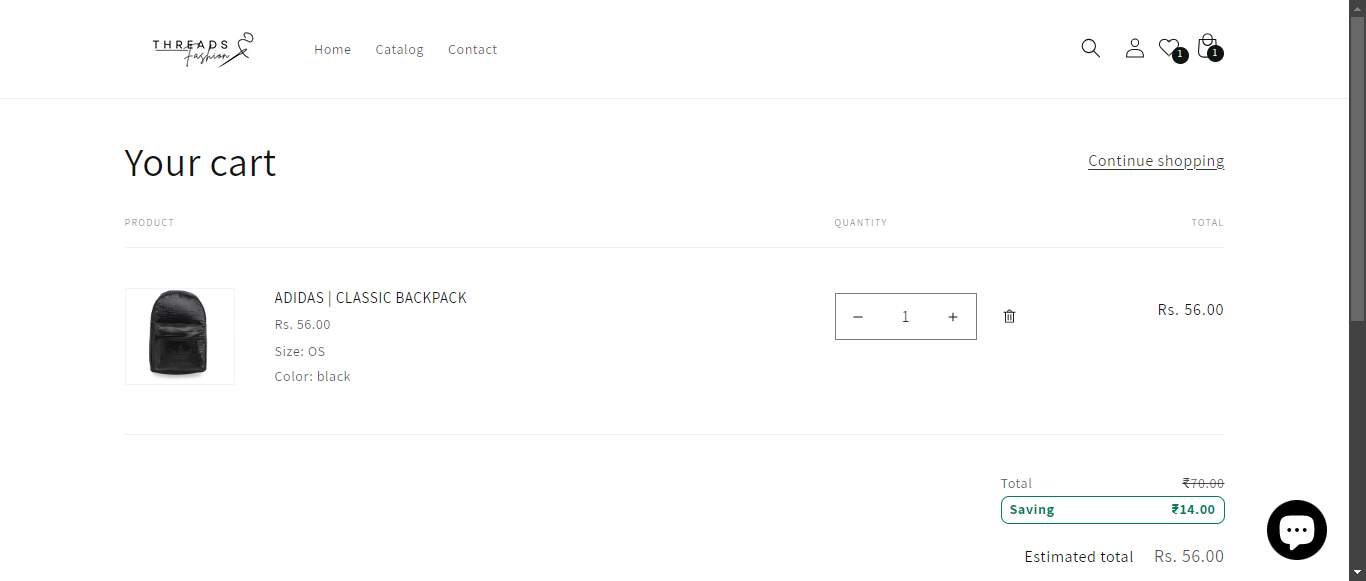 THREADS
Fashion
Home Catalog Contact
1
1
Your cart
Continue shopping
PRODUCT QUANTITY TOTAL
ADIDAS | CLASSIC BACKPACK
− 1 +
Rs. 56.00
Rs. 56.00
Size: OS
Color: black
Total ₹70.00
Saving ₹14.00
Estimated total Rs. 56.00